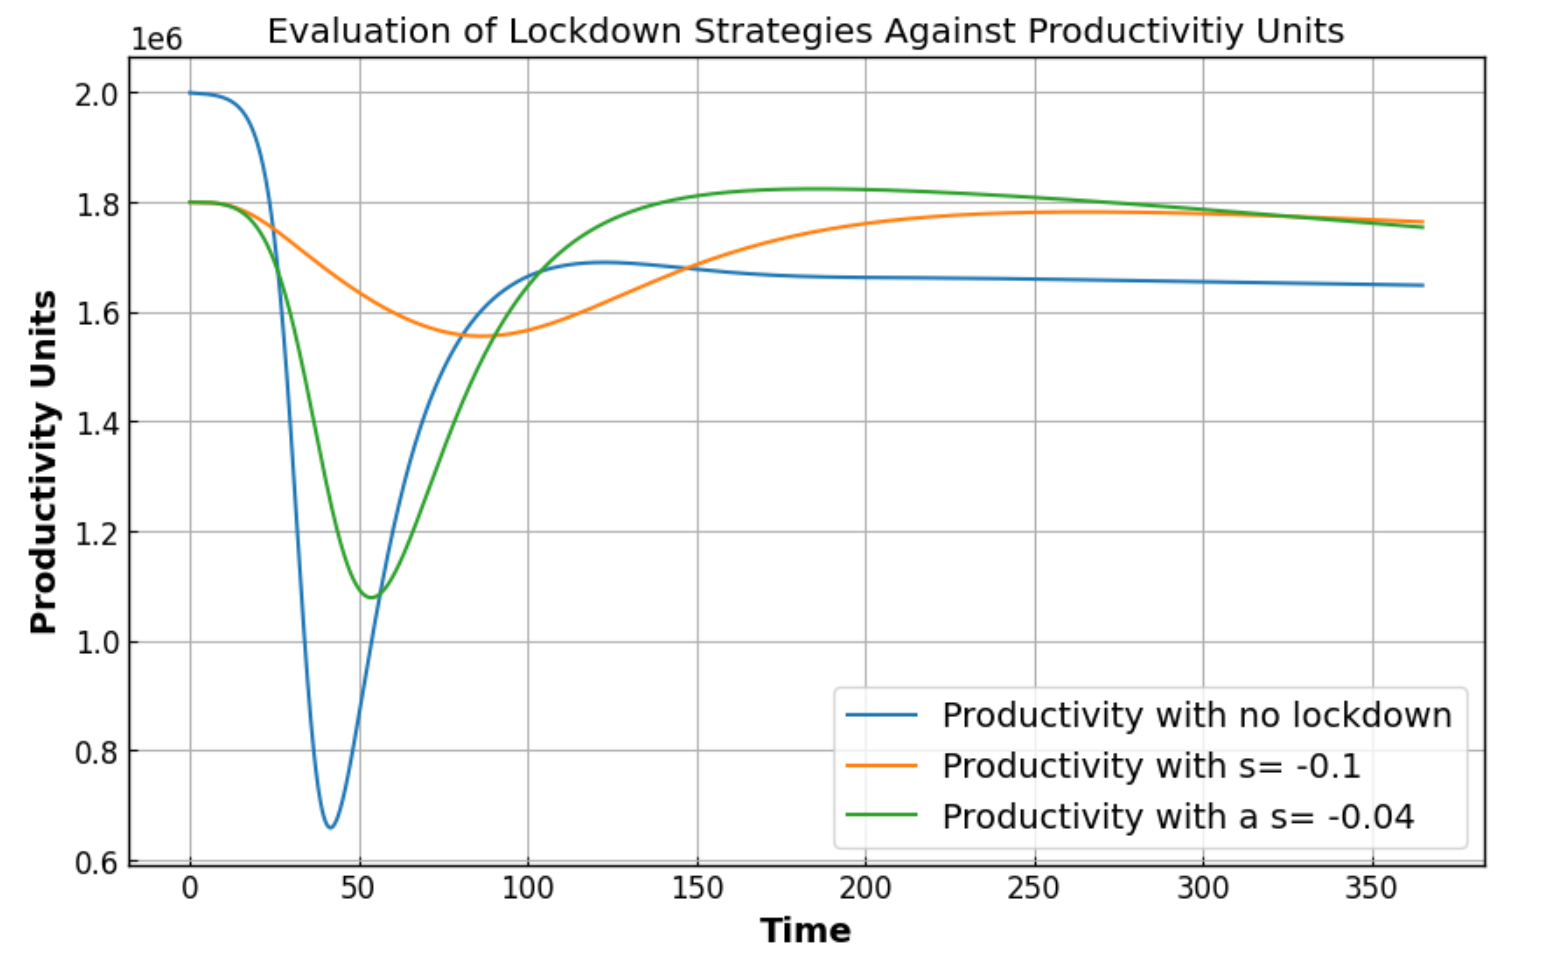 Evaluation of Lockdown Strategies Against Productivitiy Units
1e6
2.0
1.8
1.6
1.4
1.2
1.0
0.8
0.6
Productivity Units
Productivity with no lockdown
Productivity with s= -0.1
Productivity with a s= -0.04
0 50 100 150 200 250 300 350
Time